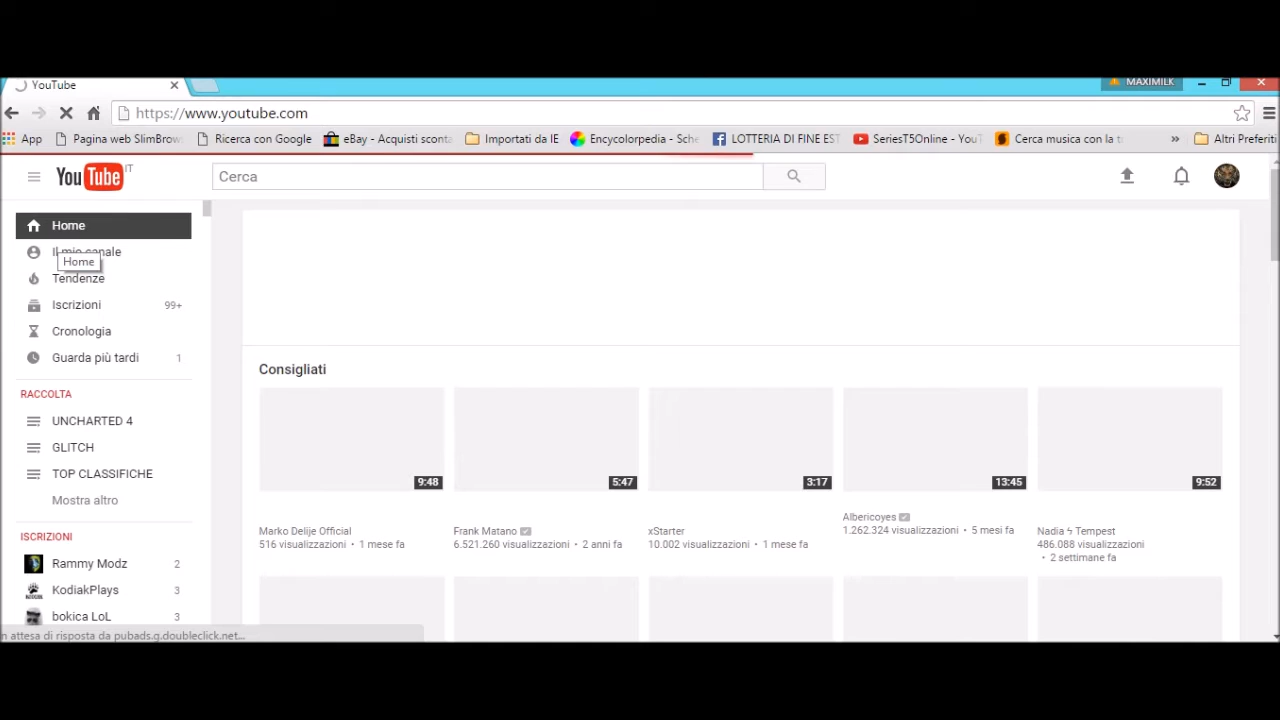 YouTube
MAXIMILK
https://www.youtube.com
App Pagina web SlimBrow Ricerca con Google eBay - Acquisti sconta Importati da IE Encyclorpedia - Sche LOTTERIA DI FINE EST SeriesT5Online - YouT Cerca musica con la t » Altri Preferiti
YouTube IT
Cerca
Home
Il mio canale
Home
Tendenze
Iscrizioni 99+
Cronologia
Guarda più tardi 1
RACCOLTA
UNCHARTED 4
GLITCH
TOP CLASSIFICHE
Mostra altro
ISCRIZIONI
Rammy Modz 2
KodiakPlays 3
bokica LoL 3
n attesa di risposta da pubads.g.doubleclick.net...
Consigliati
9:48 5:47 3:17 13:45 9:52
Marko Delije Official
516 visualizzazioni • 1 mese fa
Frank Matano
6.521.260 visualizzazioni • 2 anni fa
xStarter
10.002 visualizzazioni • 1 mese fa
Albericoyes
1.262.324 visualizzazioni • 5 mesi fa
Nadia ϟ Tempest
486.088 visualizzazioni
• 2 settimane fa